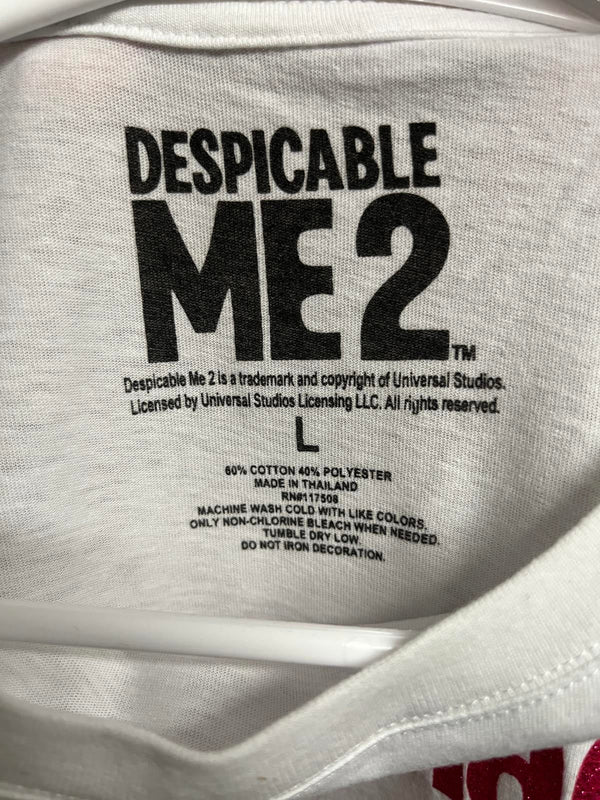 DESPICABLE
ME 2™
Despicable Me 2 is a trademark and copyright of Universal Studios.
Licensed by Universal Studios Licensing LLC. All rights reserved.
L
60% COTTON 40% POLYESTER
MADE IN THAILAND
RN#117508
MACHINE WASH COLD WITH LIKE COLORS.
ONLY NON-CHLORINE BLEACH WHEN NEEDED.
TUMBLE DRY LOW.
DO NOT IRON DECORATION.